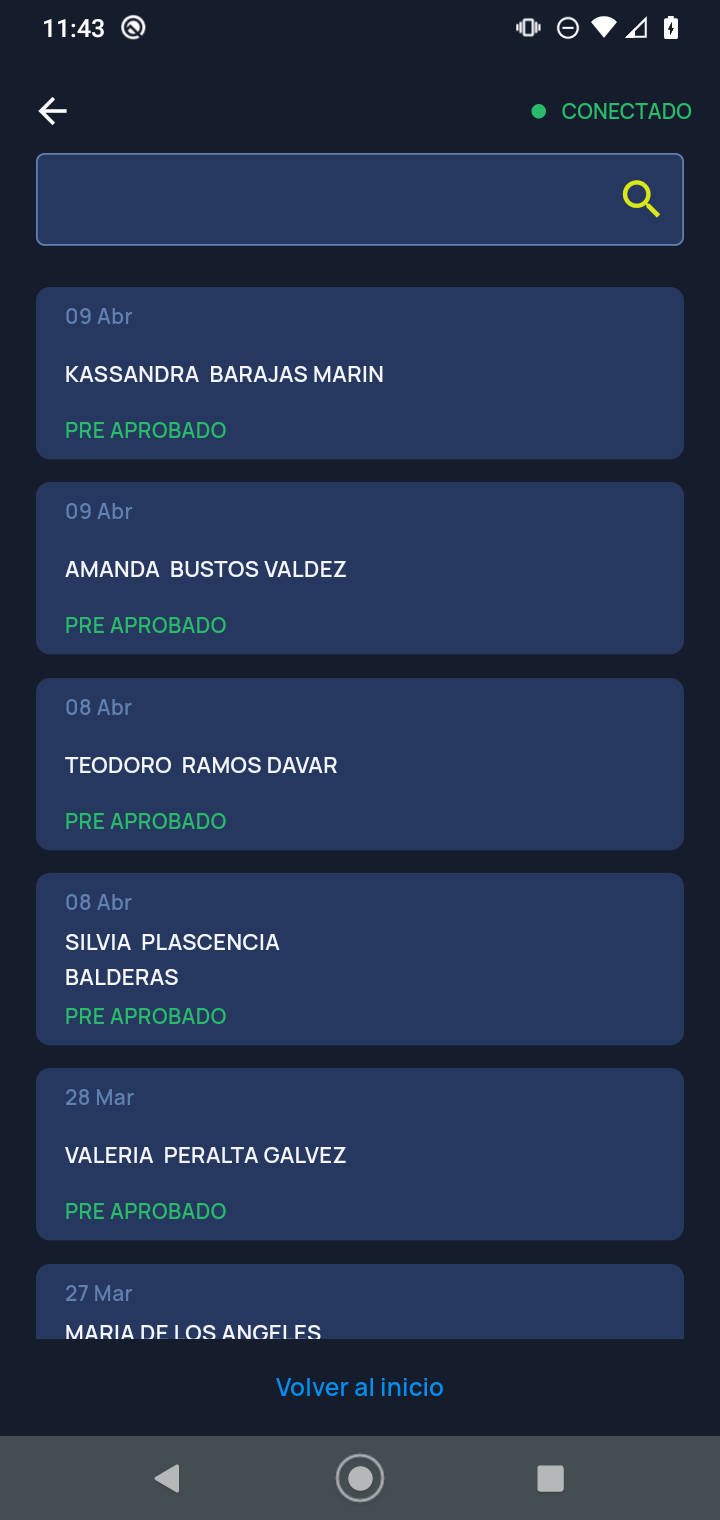 11:43
CONECTADO
09 Abr
KASSANDRA  BARAJAS MARIN
PRE APROBADO
09 Abr
AMANDA  BUSTOS VALDEZ
PRE APROBADO
08 Abr
TEODORO  RAMOS DAVAR
PRE APROBADO
08 Abr
SILVIA  PLASCENCIA
BALDERAS
PRE APROBADO
28 Mar
VALERIA  PERALTA GALVEZ
PRE APROBADO
27 Mar
MARIA DE LOS ANGELES
Volver al inicio